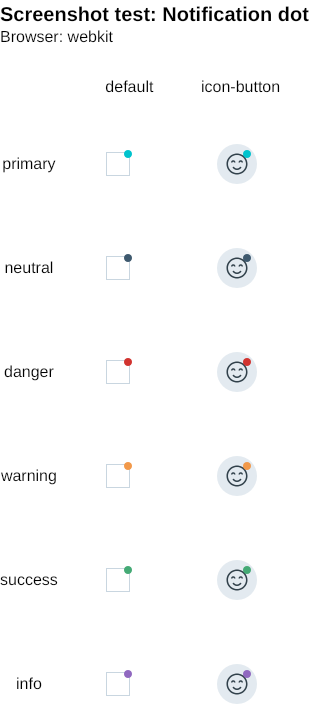 Screenshot test: Notification dot
Browser: webkit
default icon-button
primary
neutral
danger
warning
success
info